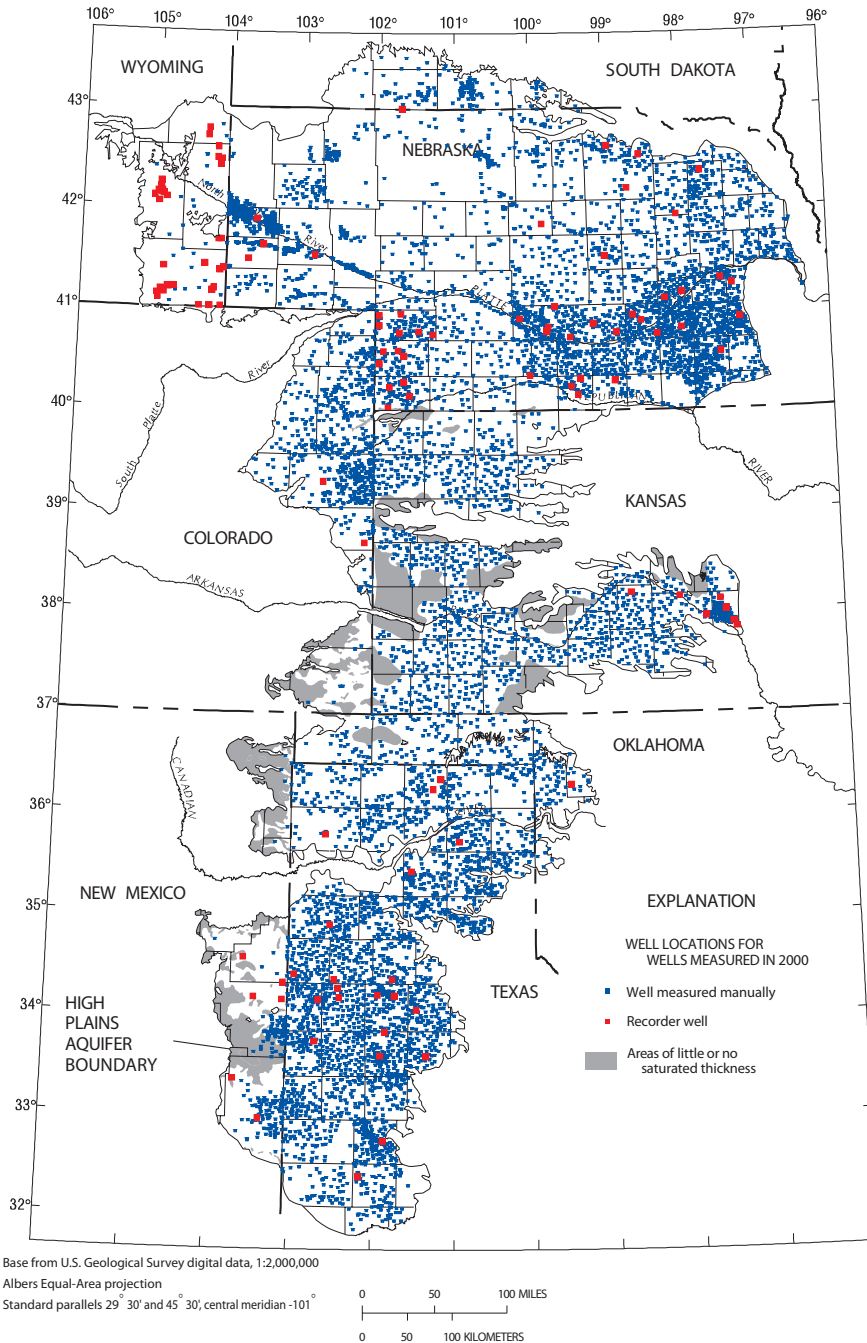 106° 105° 104° 103° 102° 101° 100° 99° 98° 97° 96°
WYOMING
SOUTH DAKOTA
43°
NEBRASKA
42°
North
River
41°
PLATTE
River
Platte
South
40°
RIVER
39°
KANSAS
COLORADO
ARKANSAS
38°
37°
OKLAHOMA
CANADIAN
36°
RIVER
NEW MEXICO
35°
EXPLANATION
WELL LOCATIONS FOR
WELLS MEASURED IN 2000
TEXAS
Well measured manually
34°
HIGH
PLAINS
AQUIFER
BOUNDARY
Recorder well
Areas of little or no
saturated thickness
33°
32°
Base from U.S. Geological Survey digital data, 1:2,000,000
Albers Equal-Area projection
Standard parallels 29° 30' and 45° 30', central meridian -101°
0 50 100 MILES
0 50 100 KILOMETERS